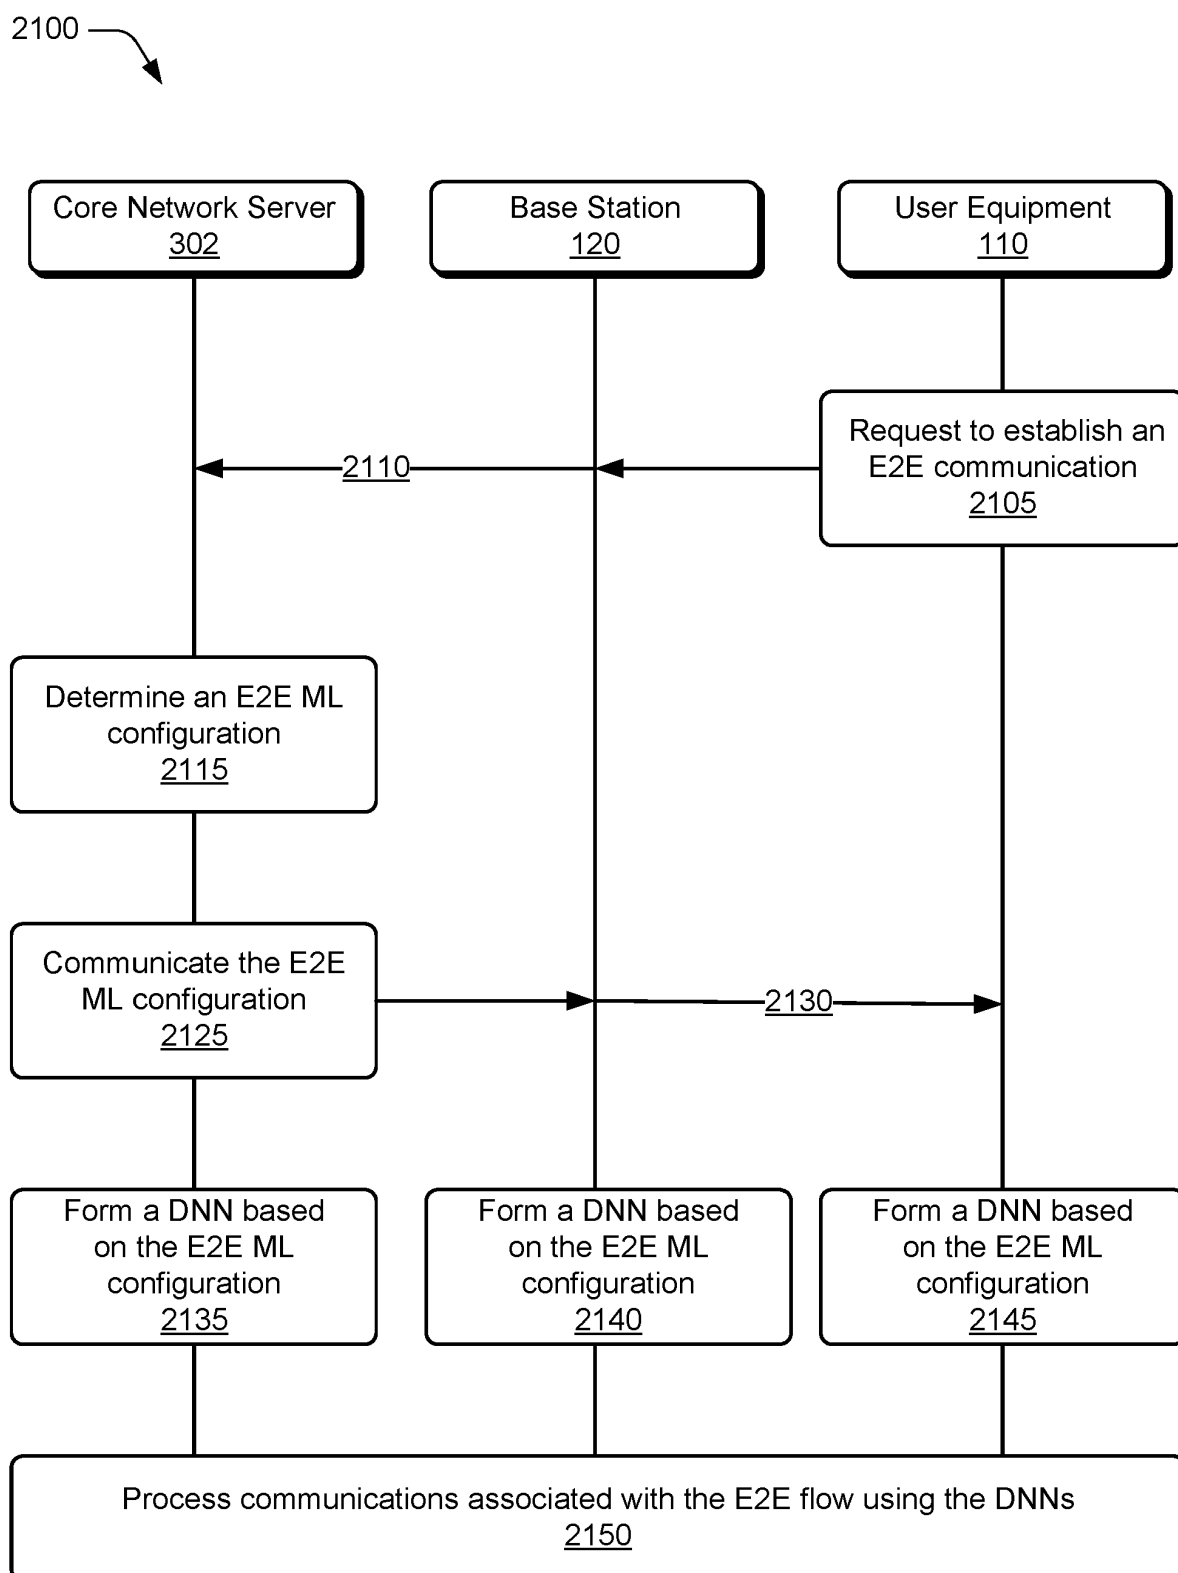 2100
Core Network Server
302
Base Station
120
User Equipment
110
Request to establish an
E2E communication
2105
2110
Determine an E2E ML
configuration
2115
Communicate the E2E
ML configuration
2125
2130
Form a DNN based
on the E2E ML
configuration
2135
Form a DNN based
on the E2E ML
configuration
2140
Form a DNN based
on the E2E ML
configuration
2145
Process communications associated with the E2E flow using the DNNs
2150